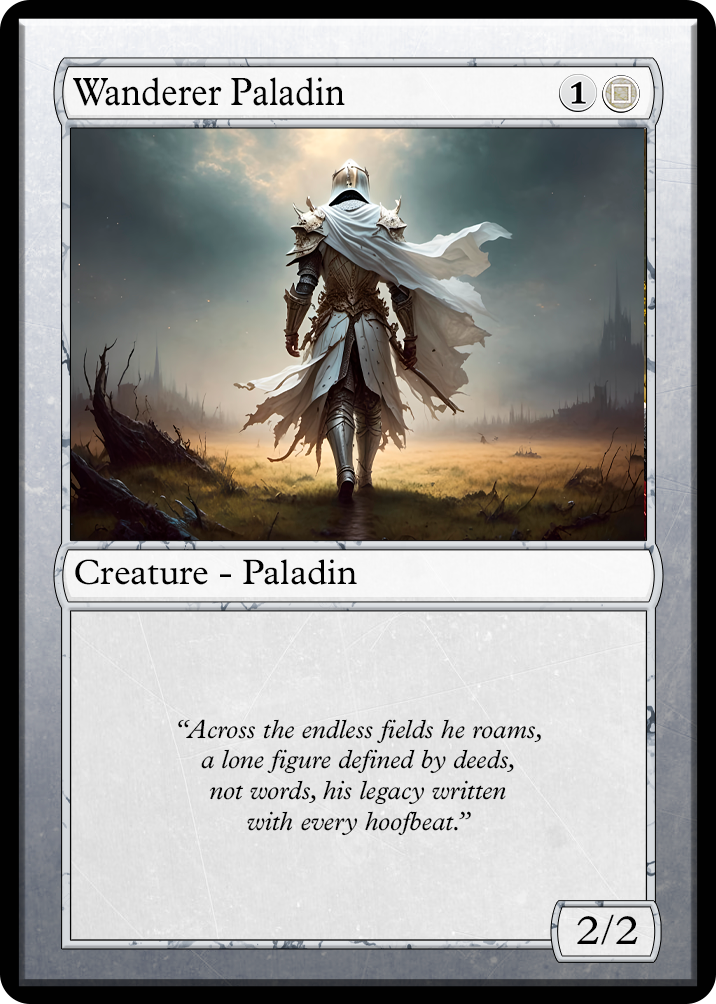 Wanderer Paladin 1
Creature - Paladin
“Across the endless fields he roams,
a lone figure defined by deeds,
not words, his legacy written
with every hoofbeat.”
2/2